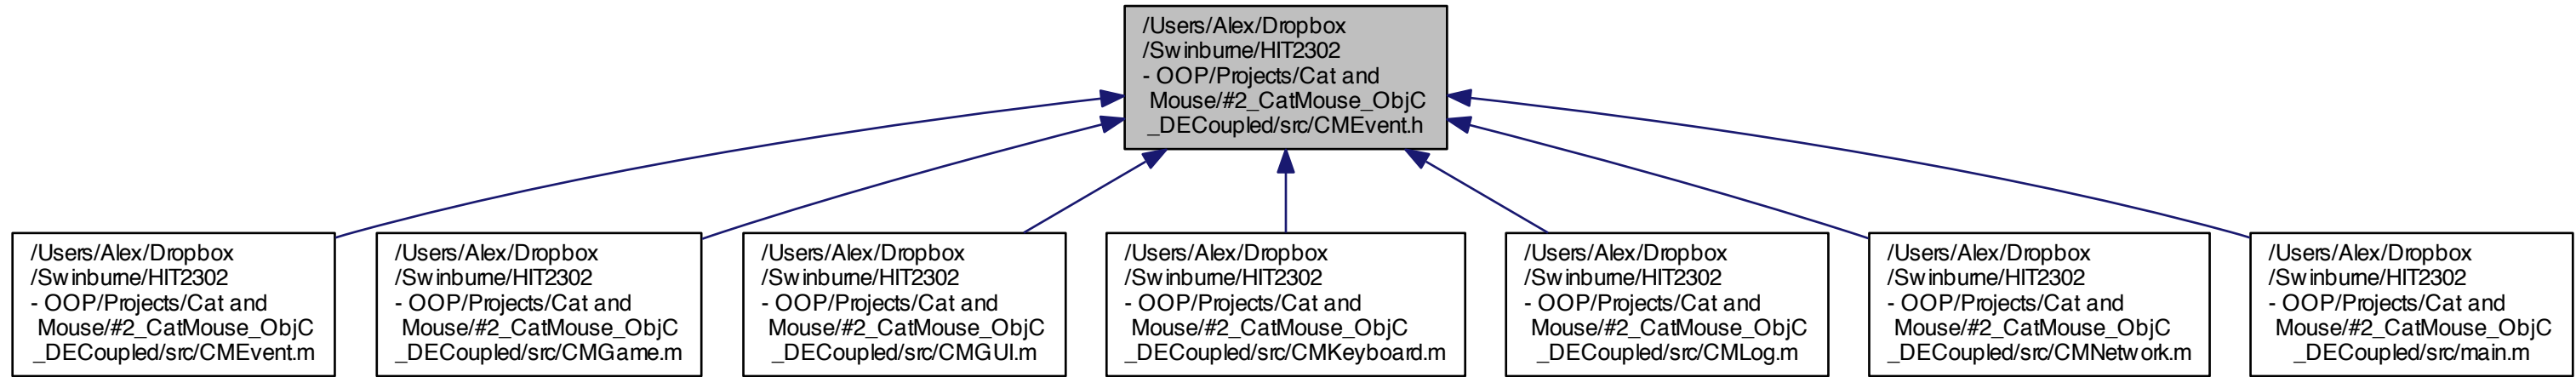 /Users/Alex/Dropbox
/Swinburne/HIT2302
- OOP/Projects/Cat and
Mouse/#2_CatMouse_ObjC
_DECoupled/src/CMEvent.h
/Users/Alex/Dropbox
/Swinburne/HIT2302
- OOP/Projects/Cat and
Mouse/#2_CatMouse_ObjC
_DECoupled/src/CMEvent.m
/Users/Alex/Dropbox
/Swinburne/HIT2302
- OOP/Projects/Cat and
Mouse/#2_CatMouse_ObjC
_DECoupled/src/CMGame.m
/Users/Alex/Dropbox
/Swinburne/HIT2302
- OOP/Projects/Cat and
Mouse/#2_CatMouse_ObjC
_DECoupled/src/CMGUI.m
/Users/Alex/Dropbox
/Swinburne/HIT2302
- OOP/Projects/Cat and
Mouse/#2_CatMouse_ObjC
_DECoupled/src/CMKeyboard.m
/Users/Alex/Dropbox
/Swinburne/HIT2302
- OOP/Projects/Cat and
Mouse/#2_CatMouse_ObjC
_DECoupled/src/CMLog.m
/Users/Alex/Dropbox
/Swinburne/HIT2302
- OOP/Projects/Cat and
Mouse/#2_CatMouse_ObjC
_DECoupled/src/CMNetwork.m
/Users/Alex/Dropbox
/Swinburne/HIT2302
- OOP/Projects/Cat and
Mouse/#2_CatMouse_ObjC
_DECoupled/src/main.m